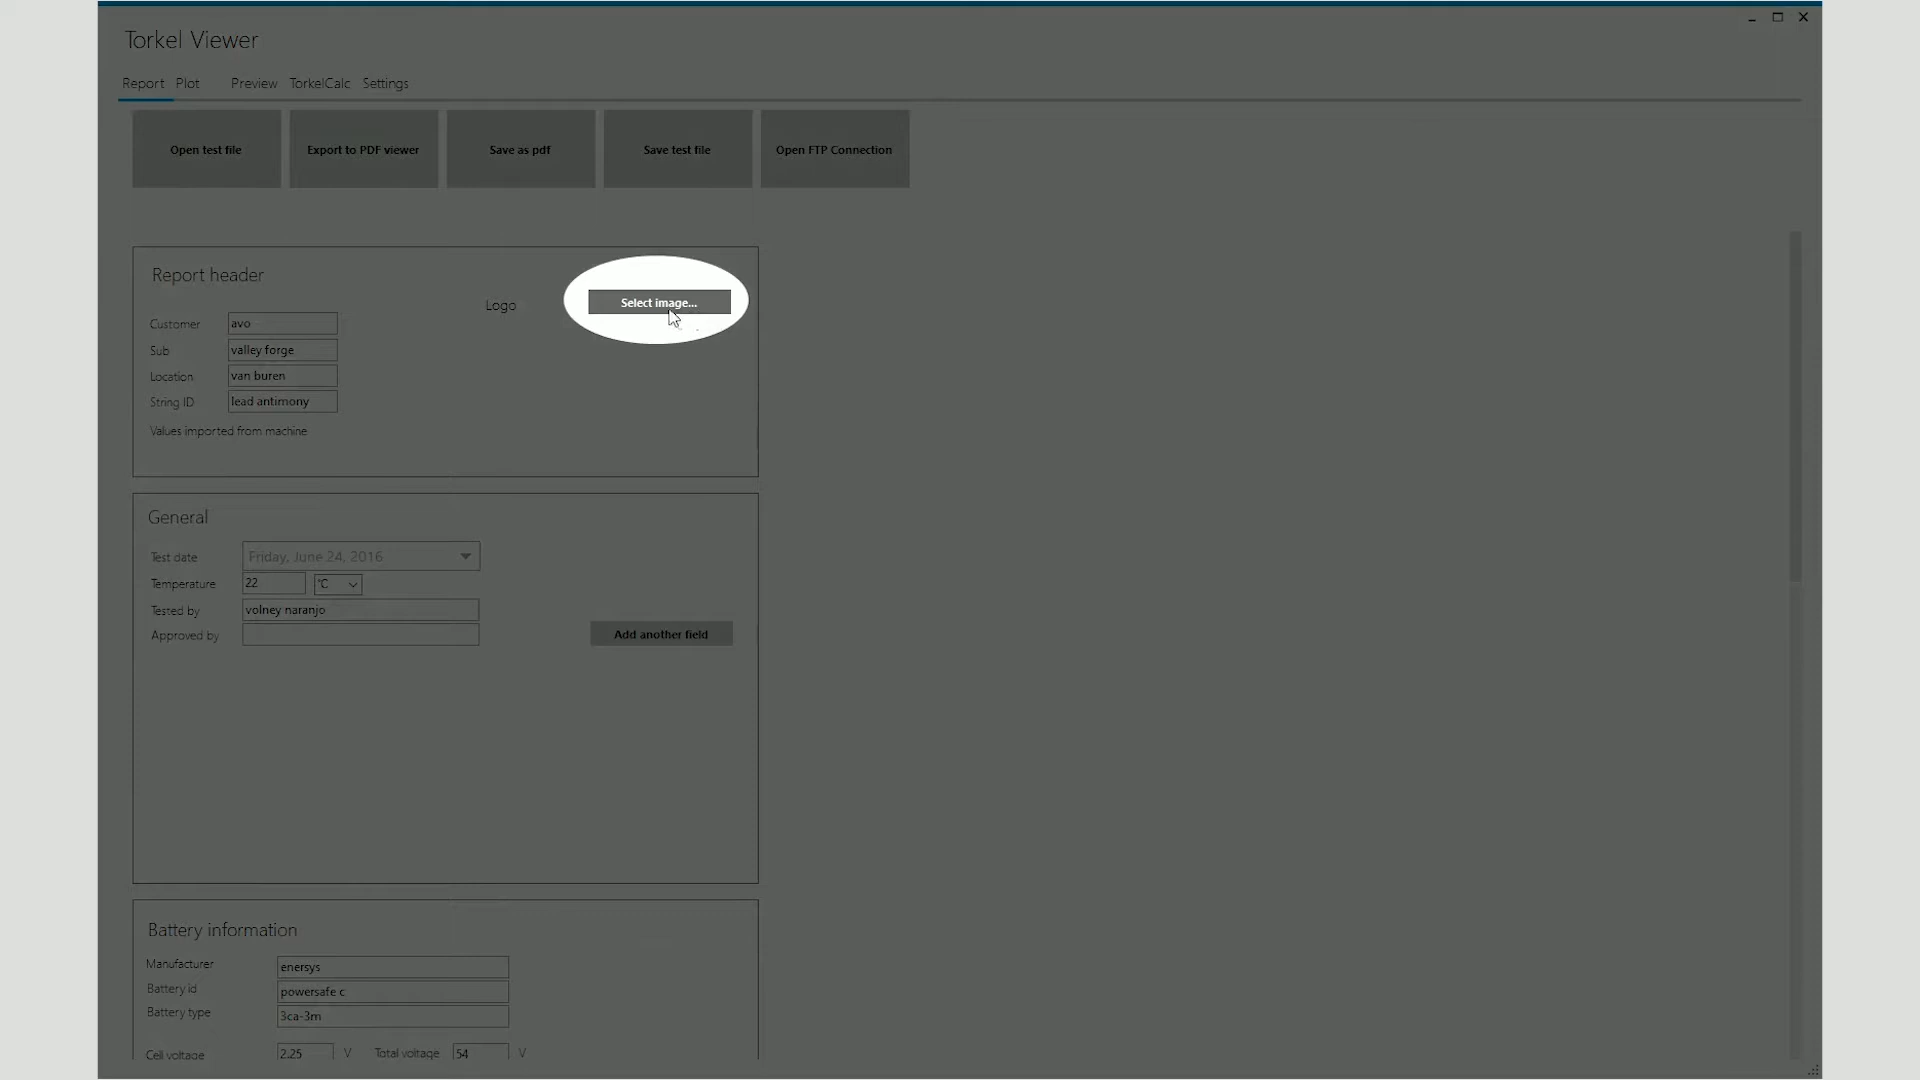 Torkel Viewer
Report Plot Preview TorkelCalc Settings
Open test file Export to PDF viewer Save as pdf Save test file Open FTP Connection
Report header
Logo Select image...
Customer avo
Sub valley forge
Location van buren
String ID lead antimony
Values imported from machine
General
Test date Friday, June 24, 2016
Temperature 22 °C
Tested by volney naranjo
Approved by Add another field
Battery information
Manufacturer enersys
Battery id powersafe c
Battery type 3ca-3m
Cell voltage 2.25 V Total voltage 54 V